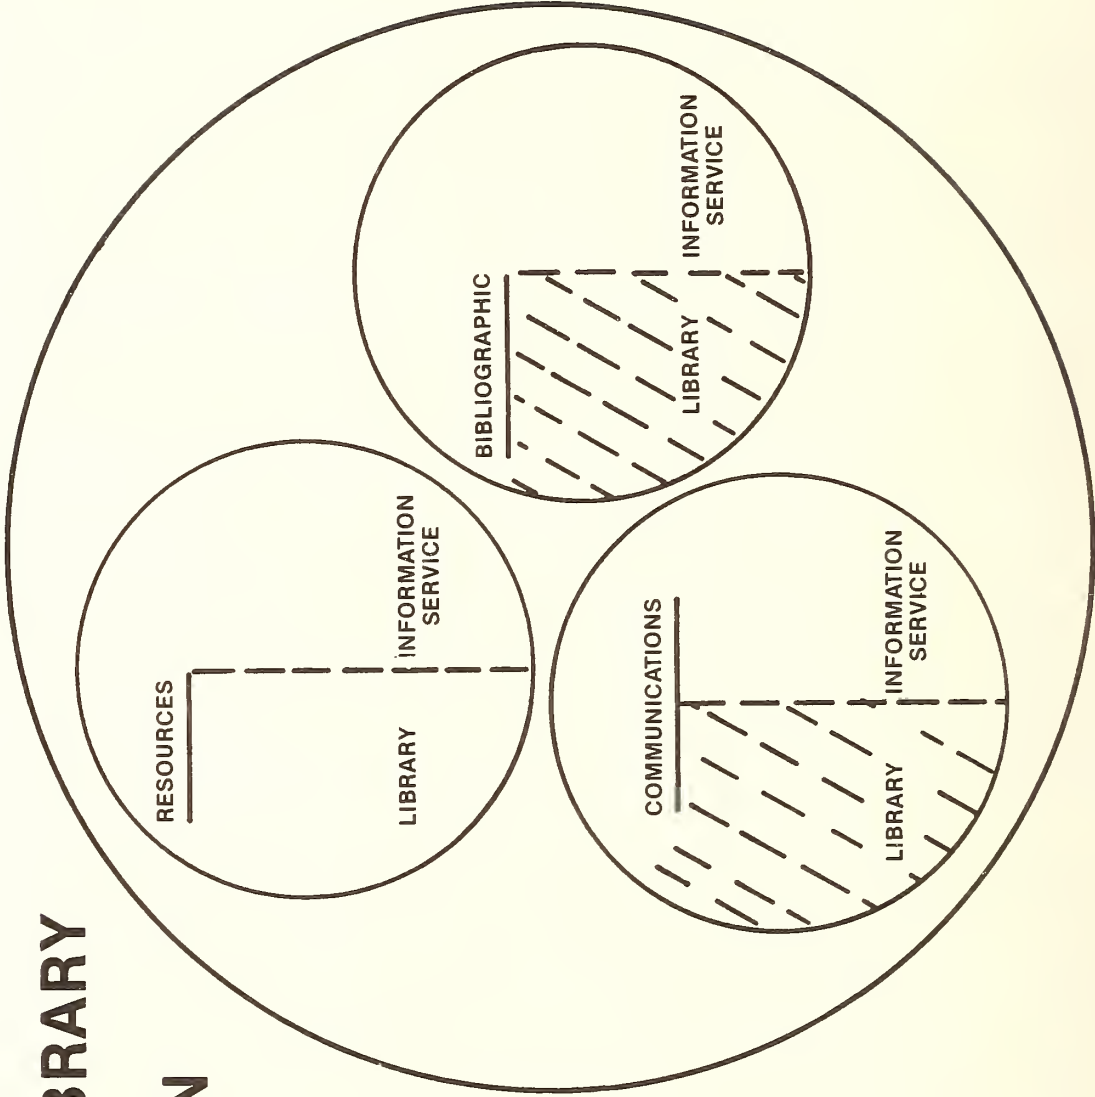 BRARY
N
RESOURCES
LIBRARY
INFORMATION
SERVICE
BIBLIOGRAPHIC
LIBRARY
INFORMATION
SERVICE
COMMUNICATIONS
LIBRARY
INFORMATION
SERVICE